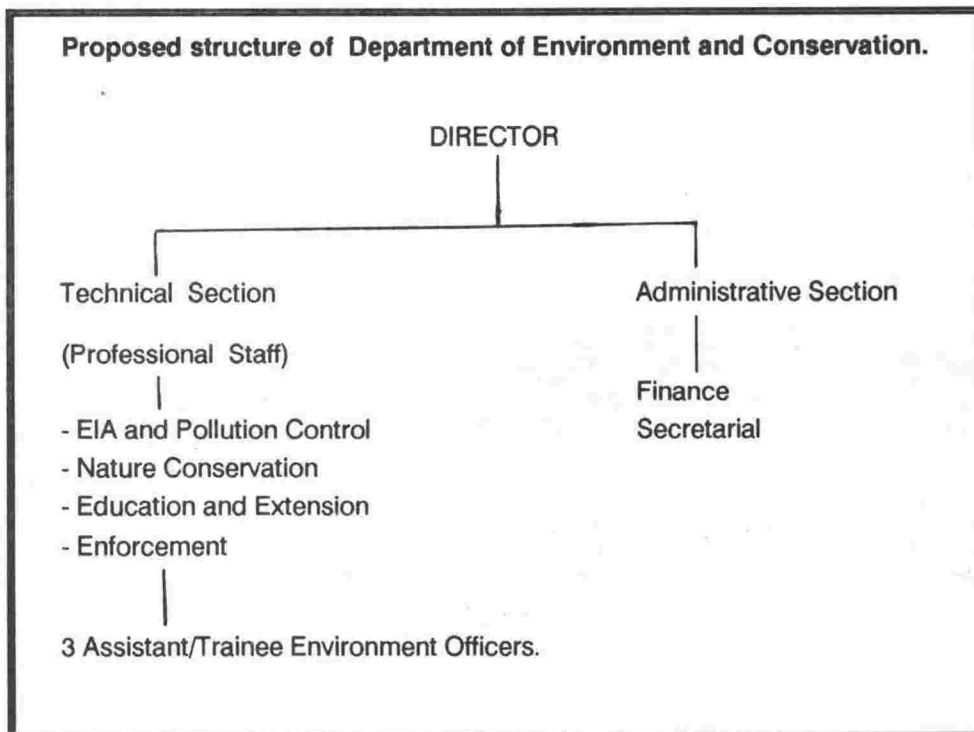 Proposed structure of Department of Environment and Conservation.
DIRECTOR
Technical Section
Administrative Section
(Professional Staff)
Finance
- EIA and Pollution Control
Secretarial
- Nature Conservation
- Education and Extension
- Enforcement
3 Assistant/Trainee Environment Officers.